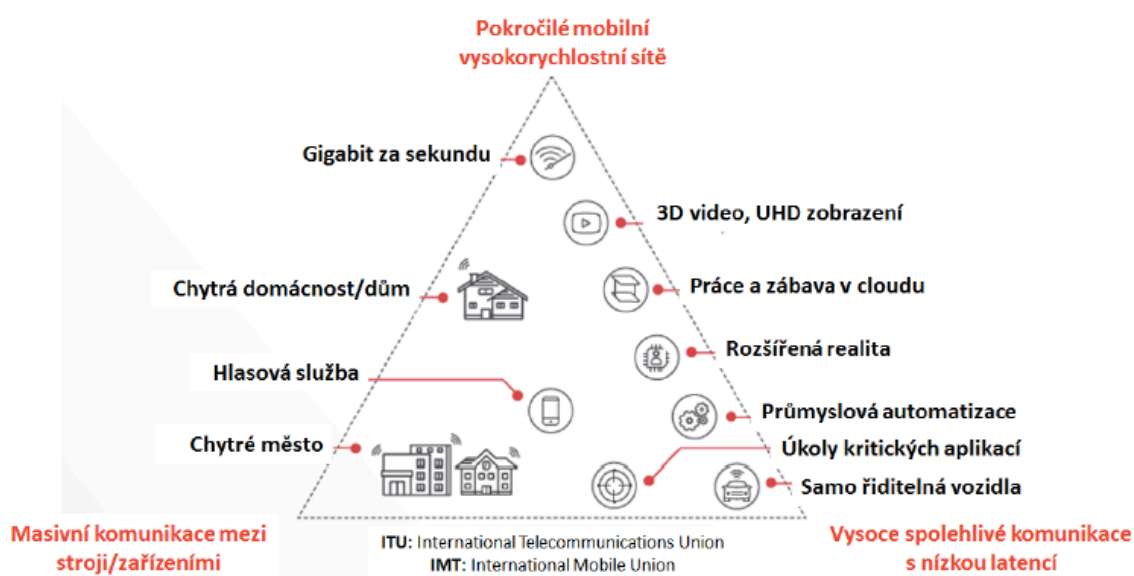 Pokročilé mobilní
vysokorychlostní sítě
Gigabit za sekundu
3D video, UHD zobrazení
Chytrá domácnost/dům
Práce a zábava v cloudu
Rozšířená realita
Hlasová služba
Průmyslová automatizace
Chytré město
Úkoly kritických aplikací
Samo řiditelná vozidla
Masivní komunikace mezi
stroji/zařízeními
ITU: International Telecommunications Union
IMT: International Mobile Union
Vysoce spolehlivé komunikace
s nízkou latencí